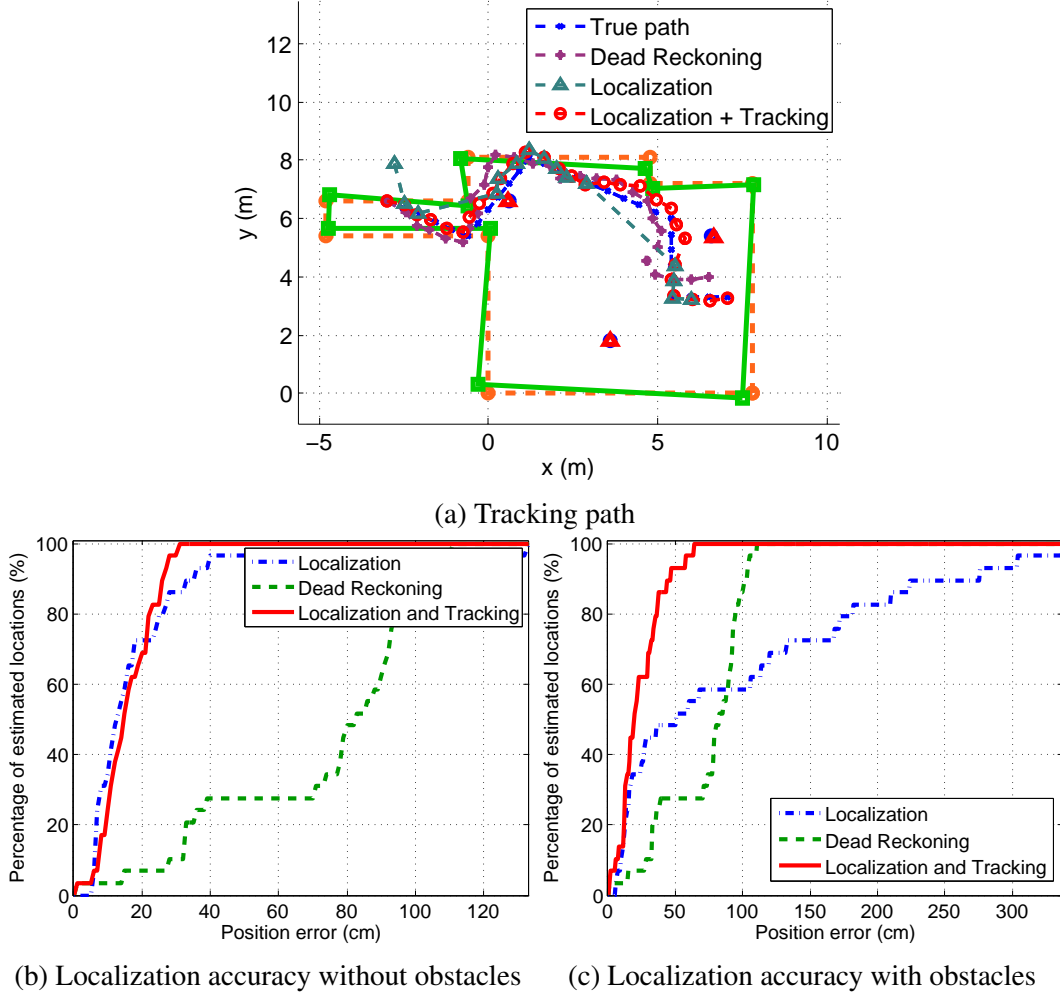 True path
Dead Reckoning
Localization
Localization + Tracking
12
10
8
6
4
2
0
y (m)
−5
0
5
10
x (m)
(a) Tracking path
100
80
60
40
20
0
Percentage of estimated locations (%)
Localization
Dead Reckoning
Localization and Tracking
0
20
40
60
80
100
120
Position error (cm)
(b) Localization accuracy without obstacles
100
80
60
40
20
0
Percentage of estimated locations (%)
Localization
Dead Reckoning
Localization and Tracking
0
50
100
150
200
250
300
Position error (cm)
(c) Localization accuracy with obstacles